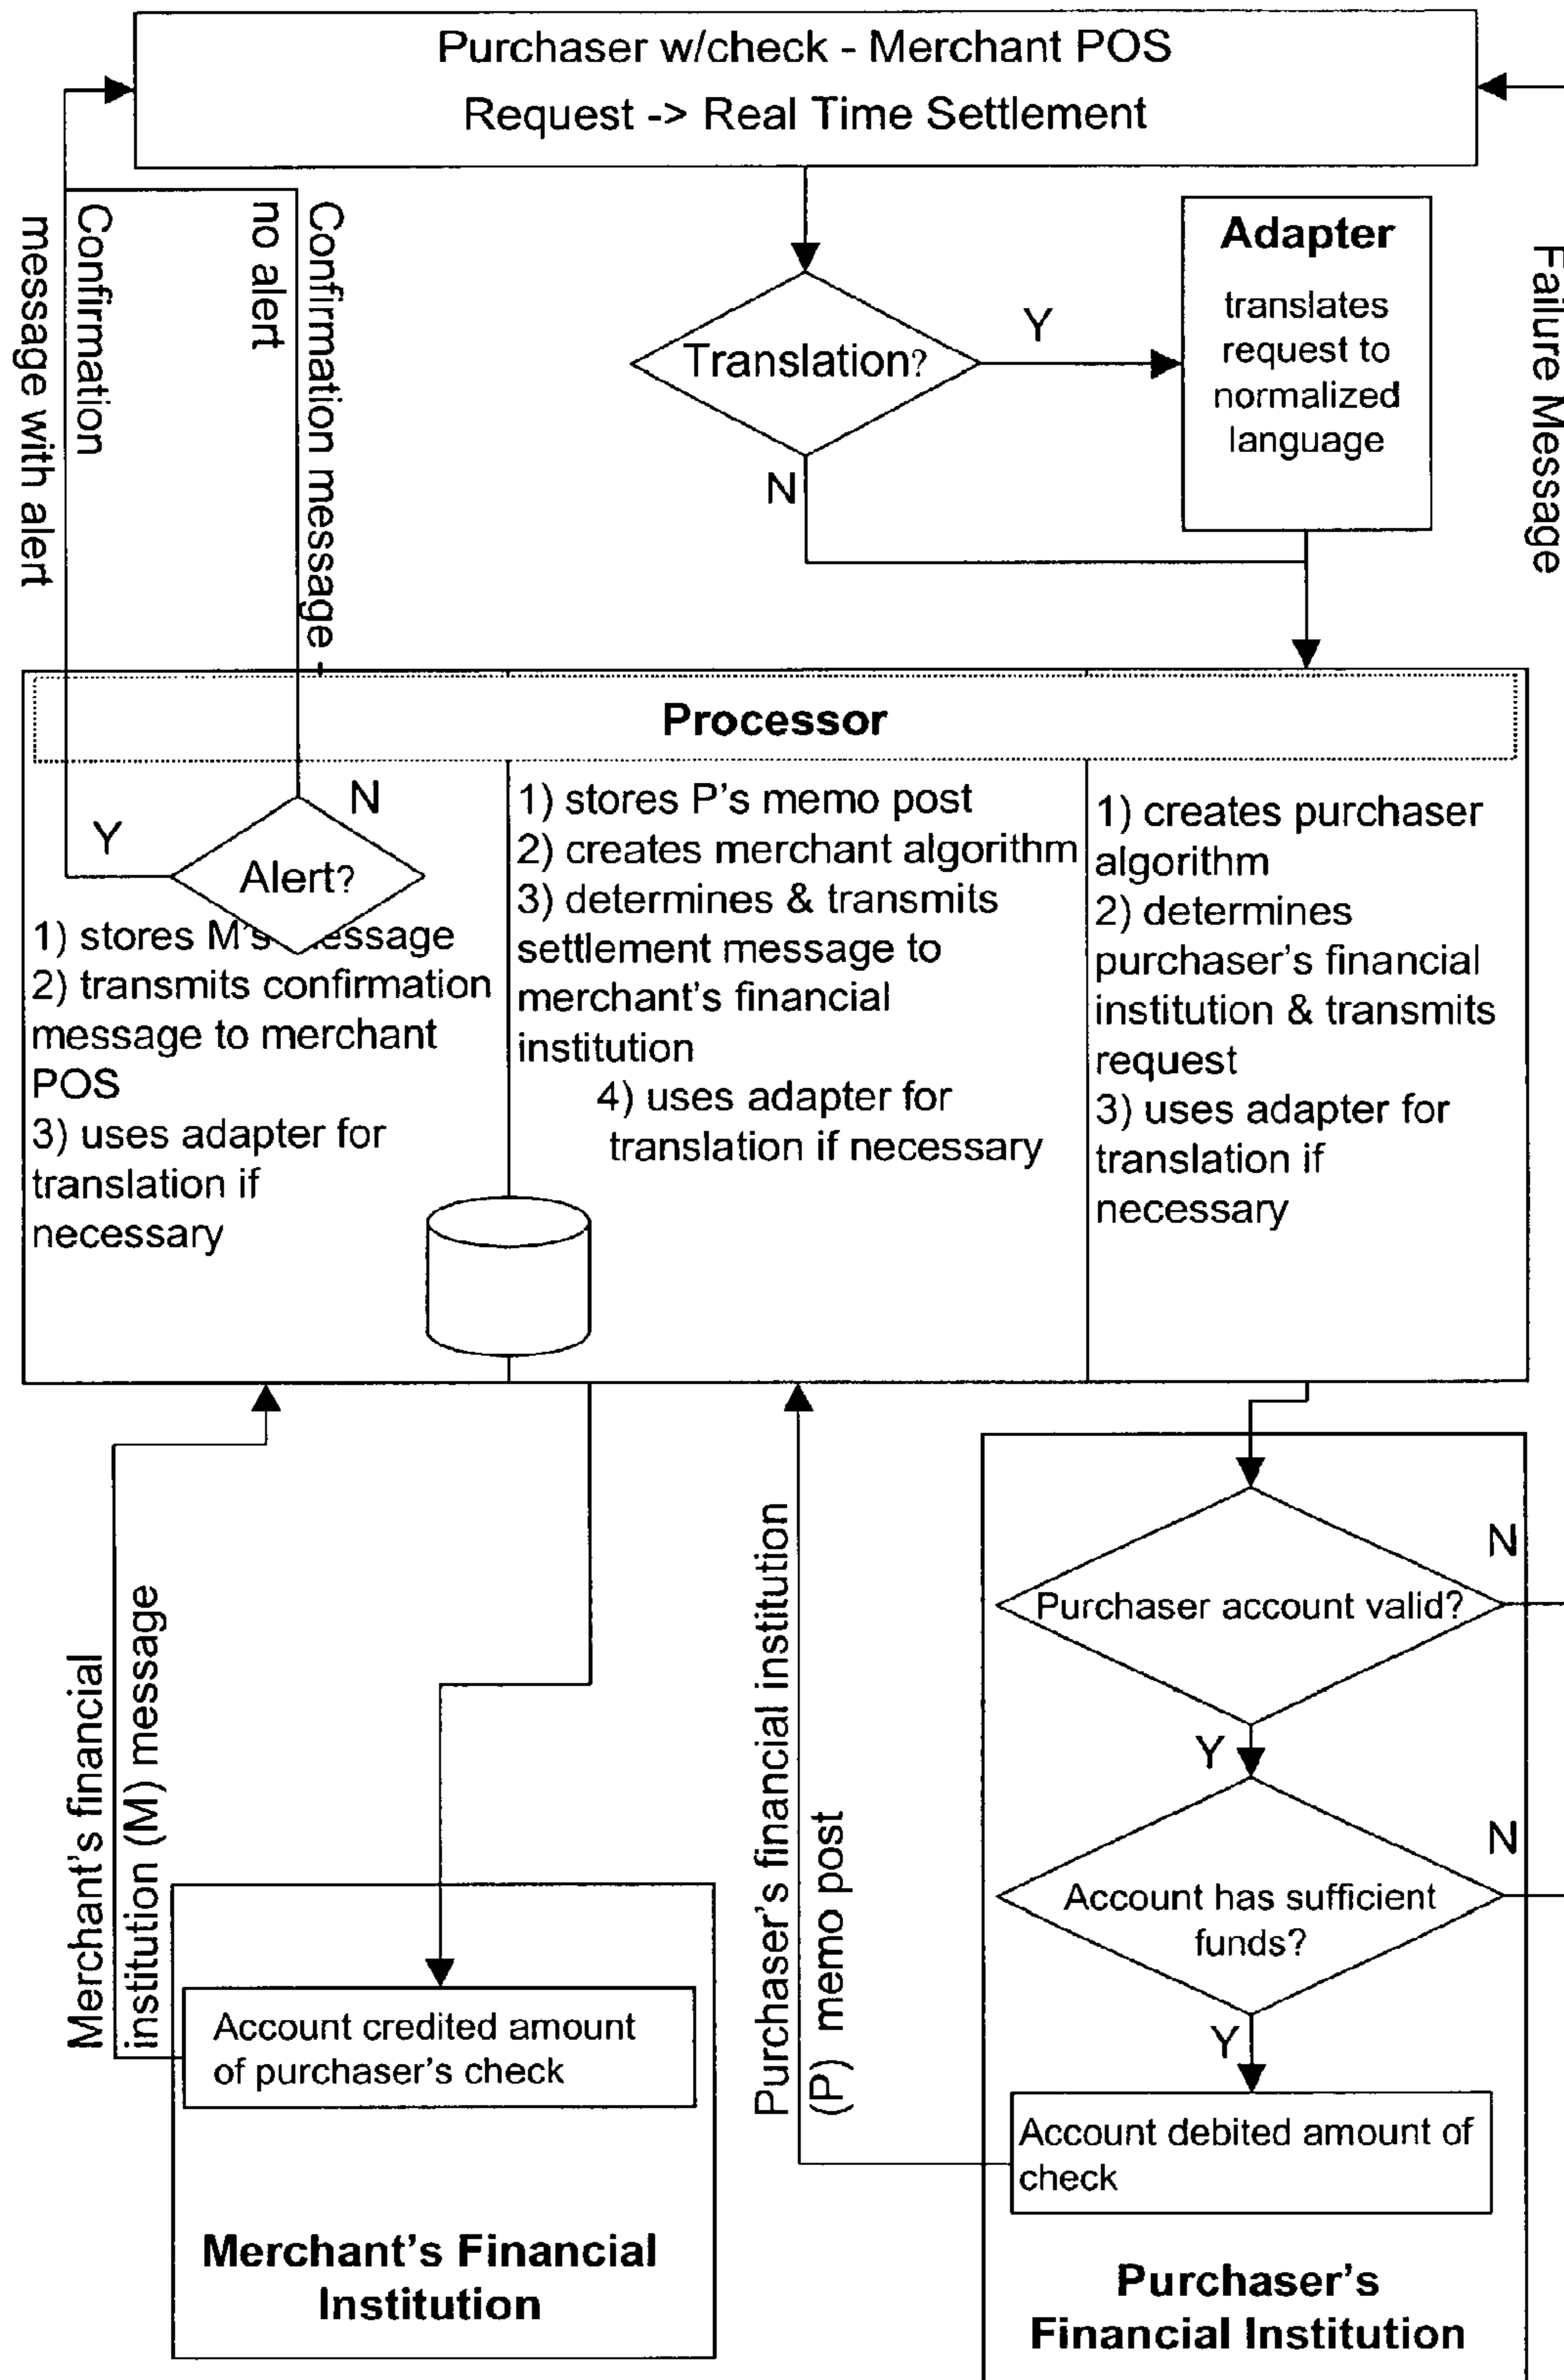 Purchaser w/check - Merchant POS
Request -> Real Time Settlement
Confirmation
message with alert
Confirmation message -
no alert
Translation?
Y
N
Adapter
translates
request to
normalized
language
Failure Message
Processor
N
Y
Alert?
1) stores M's message
2) transmits confirmation
message to merchant
POS
3) uses adapter for
translation if
necessary
1) stores P's memo post
2) creates merchant algorithm
3) determines & transmits
settlement message to
merchant's financial
institution
4) uses adapter for
translation if necessary
1) creates purchaser
algorithm
2) determines
purchaser's financial
institution & transmits
request
3) uses adapter for
translation if
necessary
Merchant's financial
institution (M) message
Account credited amount
of purchaser's check
Merchant's Financial
Institution
Purchaser's financial institution
(P) memo post
Purchaser account valid?
N
Y
Account has sufficient
funds?
N
Y
Account debited amount of
check
Purchaser's
Financial Institution